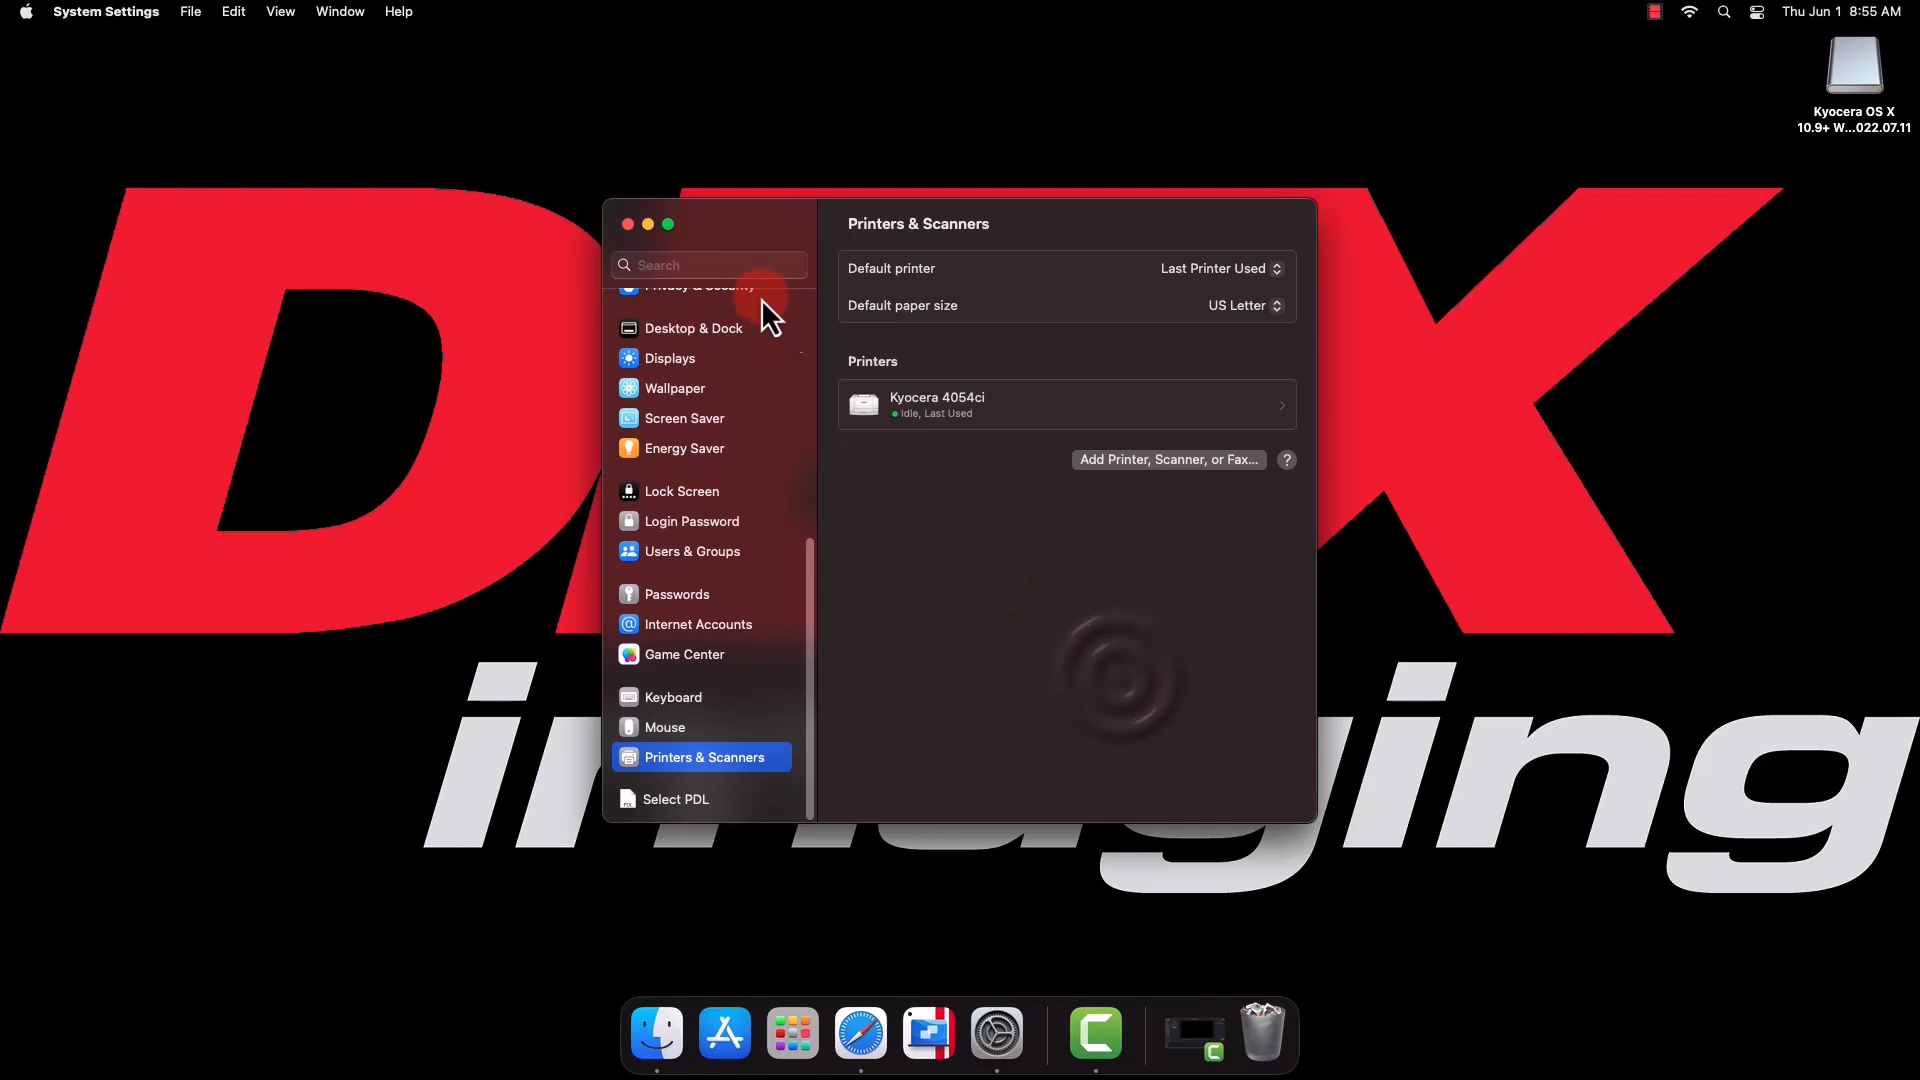 System Settings File Edit View Window Help
Thu Jun 1 8:55 AM
Kyocera OS X
10.9+ W...022.07.11
Printers & Scanners
Search
Privacy & Security
Desktop & Dock
Displays
Wallpaper
Screen Saver
Energy Saver
Lock Screen
Login Password
Users & Groups
Passwords
Internet Accounts
Game Center
Keyboard
Mouse
Printers & Scanners
Select PDL
Default printer Last Printer Used
Default paper size US Letter
Printers
Kyocera 4054ci
Idle, Last Used
Add Printer, Scanner, or Fax... ?
imaging